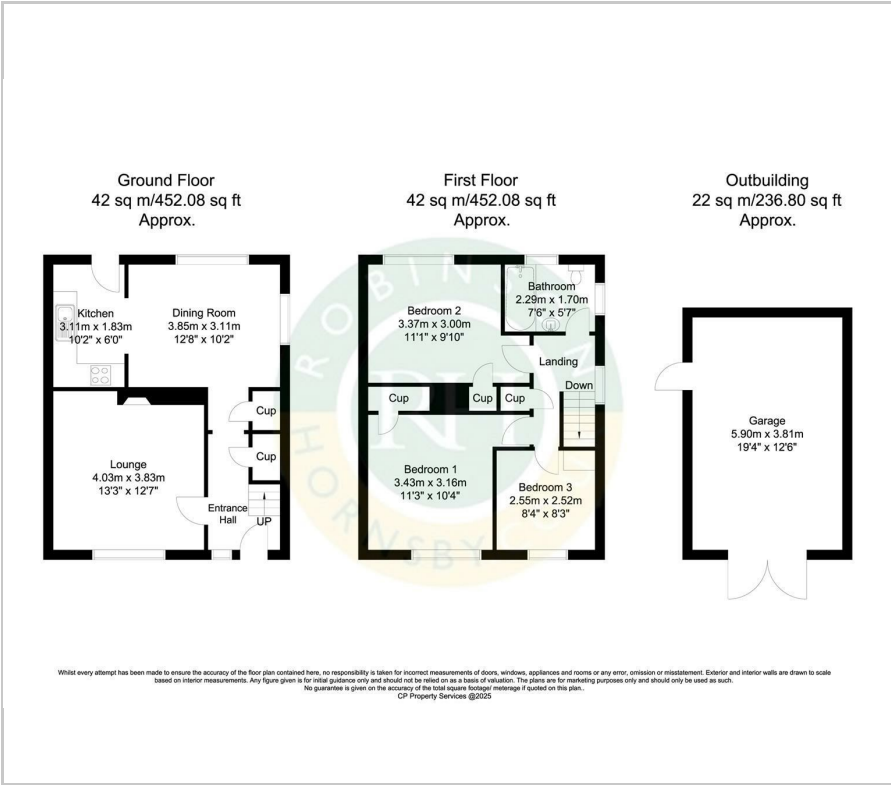 Ground Floor
42 sq m/452.08 sq ft
Approx.
First Floor
42 sq m/452.08 sq ft
Approx.
Outbuilding
22 sq m/236.80 sq ft
Approx.
Kitchen
3.11m x 1.83m
10'2" x 6'0"
Dining Room
3.85m x 3.11m
12'8" x 10'2"
Cup
Cup
Lounge
4.03m x 3.83m
13'3" x 12'7"
Entrance
Hall
UP
Bedroom 2
3.37m x 3.00m
11'1" x 9'10"
Bathroom
2.29m x 1.70m
7'6" x 5'7"
Landing
Down
Cup
Cup
Cup
Bedroom 1
3.43m x 3.16m
11'3" x 10'4"
Bedroom 3
2.55m x 2.52m
8'4" x 8'3"
Garage
5.90m x 3.81m
19'4" x 12'6"
HORNSBY
Whilst every attempt has been made to ensure the accuracy of the floor plan contained here, no responsibility is taken for incorrect measurements of doors, windows, appliances and rooms or any error, omission or misstatement. Exterior and interior walls are drawn to scale
based on interior measurements. Any figure given is for initial guidance only and should not be relied on as a basis of valuation. The plans are for marketing purposes only and should only be used as such.
No guarantee is given on the accuracy of the total square footage/ meterage if quoted on this plan..
CP Property Services @2025